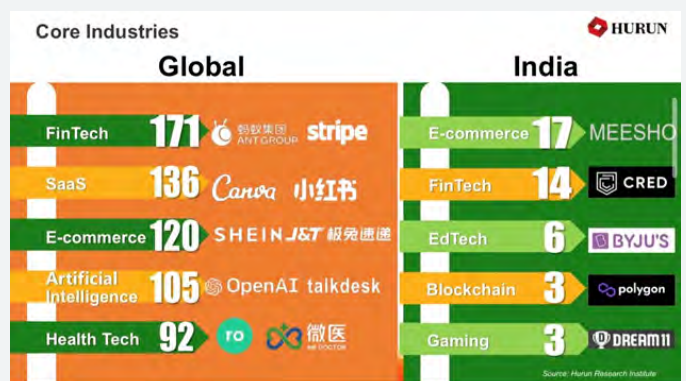 Core Industries
HURUN
Global
India
FinTech 171 蚂蚁集团 ANT GROUP stripe
SaaS 136 Canva 小红书
E-commerce 120 SHEIN J&T 极兔速递
Artificial Intelligence 105 OpenAI talkdesk
Health Tech 92 ro 微医 WE DOCTOR
E-commerce 17 MEESHO
FinTech 14 CRED
EdTech 6 BYJU'S
Blockchain 3 polygon
Gaming 3 DREAM11
Source: Hurun Research Institute